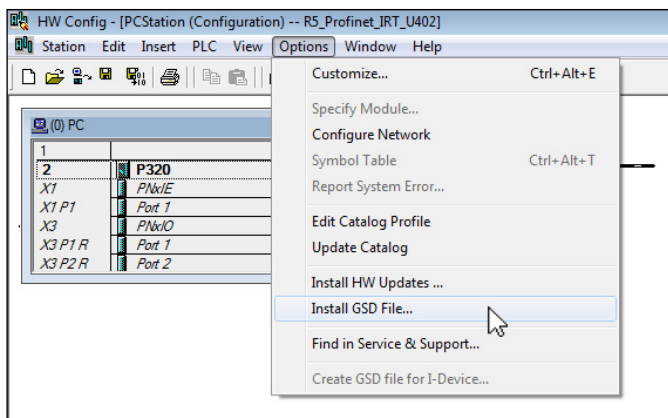 HW Config - [PCStation (Configuration) -- R5_Profinet_IRT_U402]
Station Edit Insert PLC View Options Window Help
Customize... Ctrl+Alt+E
Specify Module...
Configure Network
Symbol Table Ctrl+Alt+T
Report System Error...
Edit Catalog Profile
Update Catalog
Install HW Updates ...
Install GSD File...
Find in Service & Support...
Create GSD file for I-Device...
(0) PC
1
2 P320
X1 PNxIE
X1 P1 Port 1
X3 PNxIO
X3 P1 R Port 1
X3 P2 R Port 2